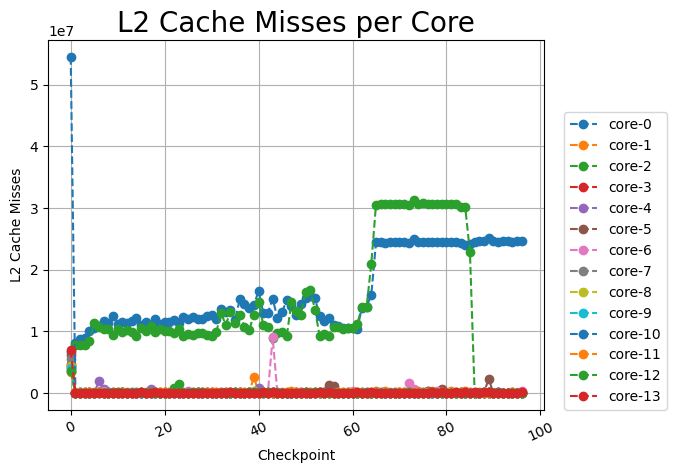 L2 Cache Misses per Core
1e7
5
4
3
2
1
0
L2 Cache Misses
0
20
40
60
80
100
Checkpoint
core-0
core-1
core-2
core-3
core-4
core-5
core-6
core-7
core-8
core-9
core-10
core-11
core-12
core-13